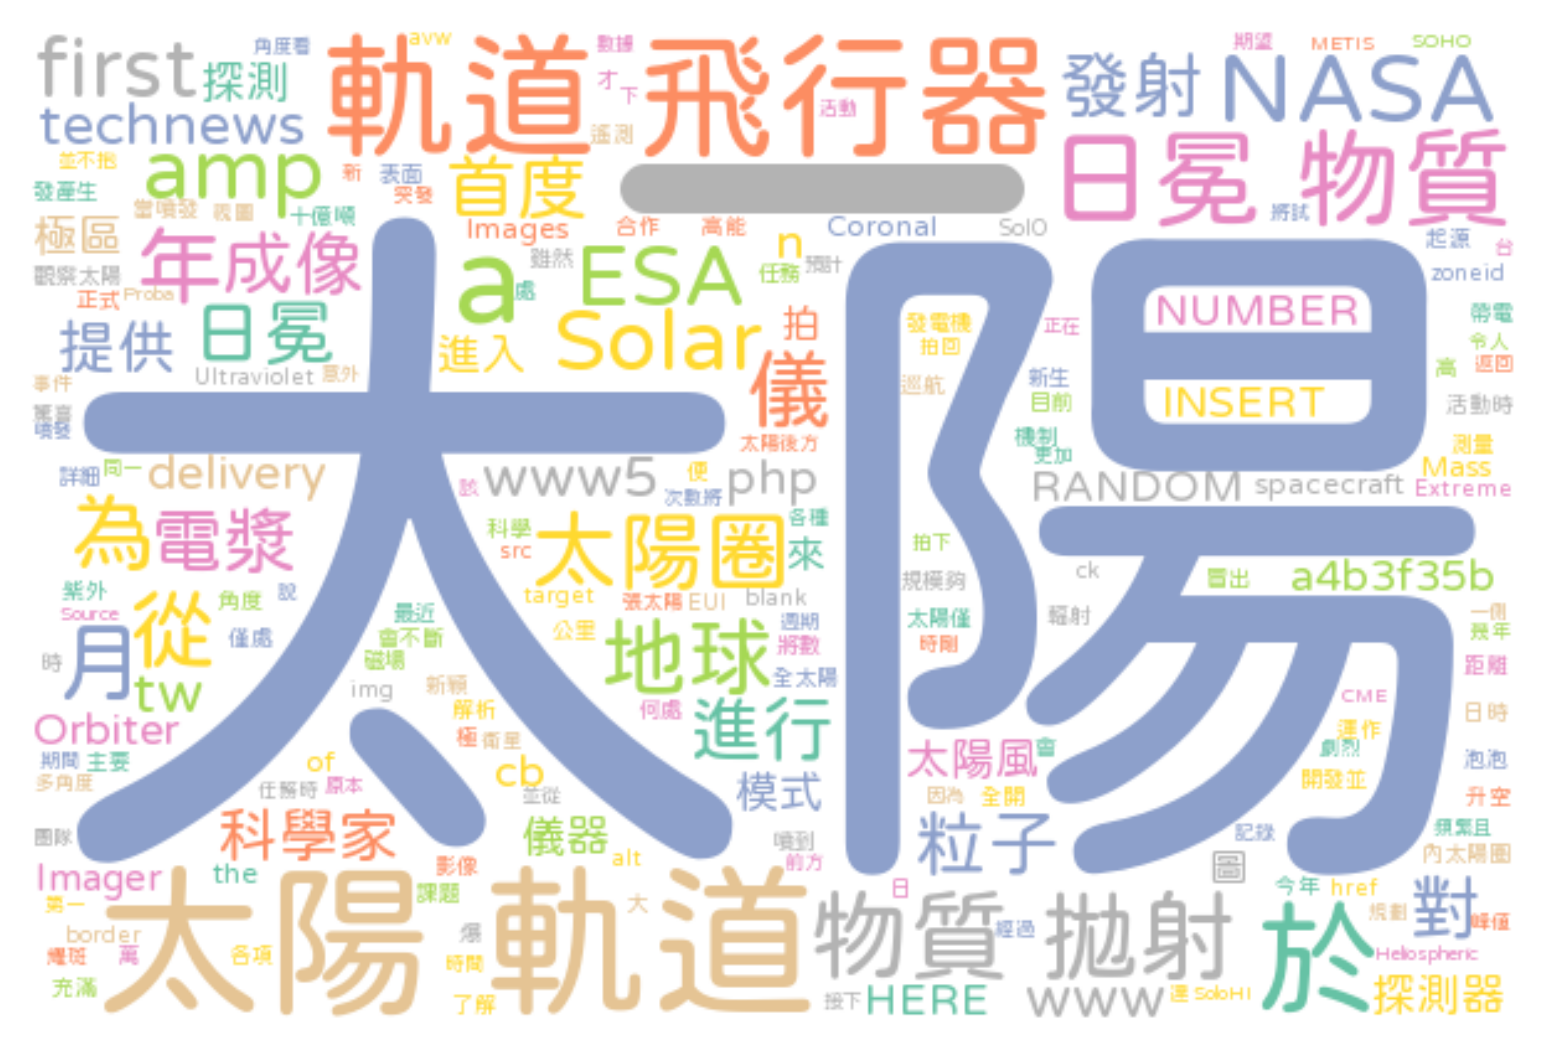 first
探測
角度看
technews
軌道 飛行器
avw
數據
才
下
遙測
活動
發射
NASA
期望
METIS
SOHO
並不抱
發產生
amp
新
表面
突發
首度
日冕 物質
當噴發
視圖
十億噸
極區
年成像
Images
合作
高能
Coronal
SolO
將試
起源
台
觀察太陽
正式
Proba
a
處
雖然
ESA
n
任務
預計
zoneid
提供
日冕
Ultraviolet
意外
進入
Solar
拍
儀
太陽後方
發電機
拍回
巡航
正在
NUMBER
INSERT
帶電
令人
返回
高
事件
驚喜
噴發
新生
目前
機制
更加
活動時
測量
太陽
詳細
同一
delivery
該
www5
便
次數將
php
RANDOM
spacecraft
Mass
Extreme
為
電漿
科學
src
太陽圈
各種
來
拍下
規模夠
ck
冒出
a4b3f35b
紫外
Source
從
角度
說
僅處
最近
會不斷
磁場
target
張太陽
EUI
blank
公里
週期
將數
太陽僅
時剛
輻射
一側
幾年
時
月
tw
img
新穎
解析
地球
全太陽
何處
距離
CME
Orbiter
期間
主要
多角度
of
任務時
原本
極
衛星
cb
並從
進行
模式
太陽風
會
因為
全開
運作
劇烈
開發並
日時
泡泡
升空
團隊
科學家
影像
儀器
噴到
前方
粒子
記錄
頻繁且
內太陽圈
Imager
the
課題
alt
日
圖
今年
href
第一
border
耀斑
萬
充滿
太陽 軌道
各項
爆
時間
了解
大
物質 拋射
經過
接下
HERE
www
達
SoloHI
於
規劃
對
峰值
Heliospheric
探測器